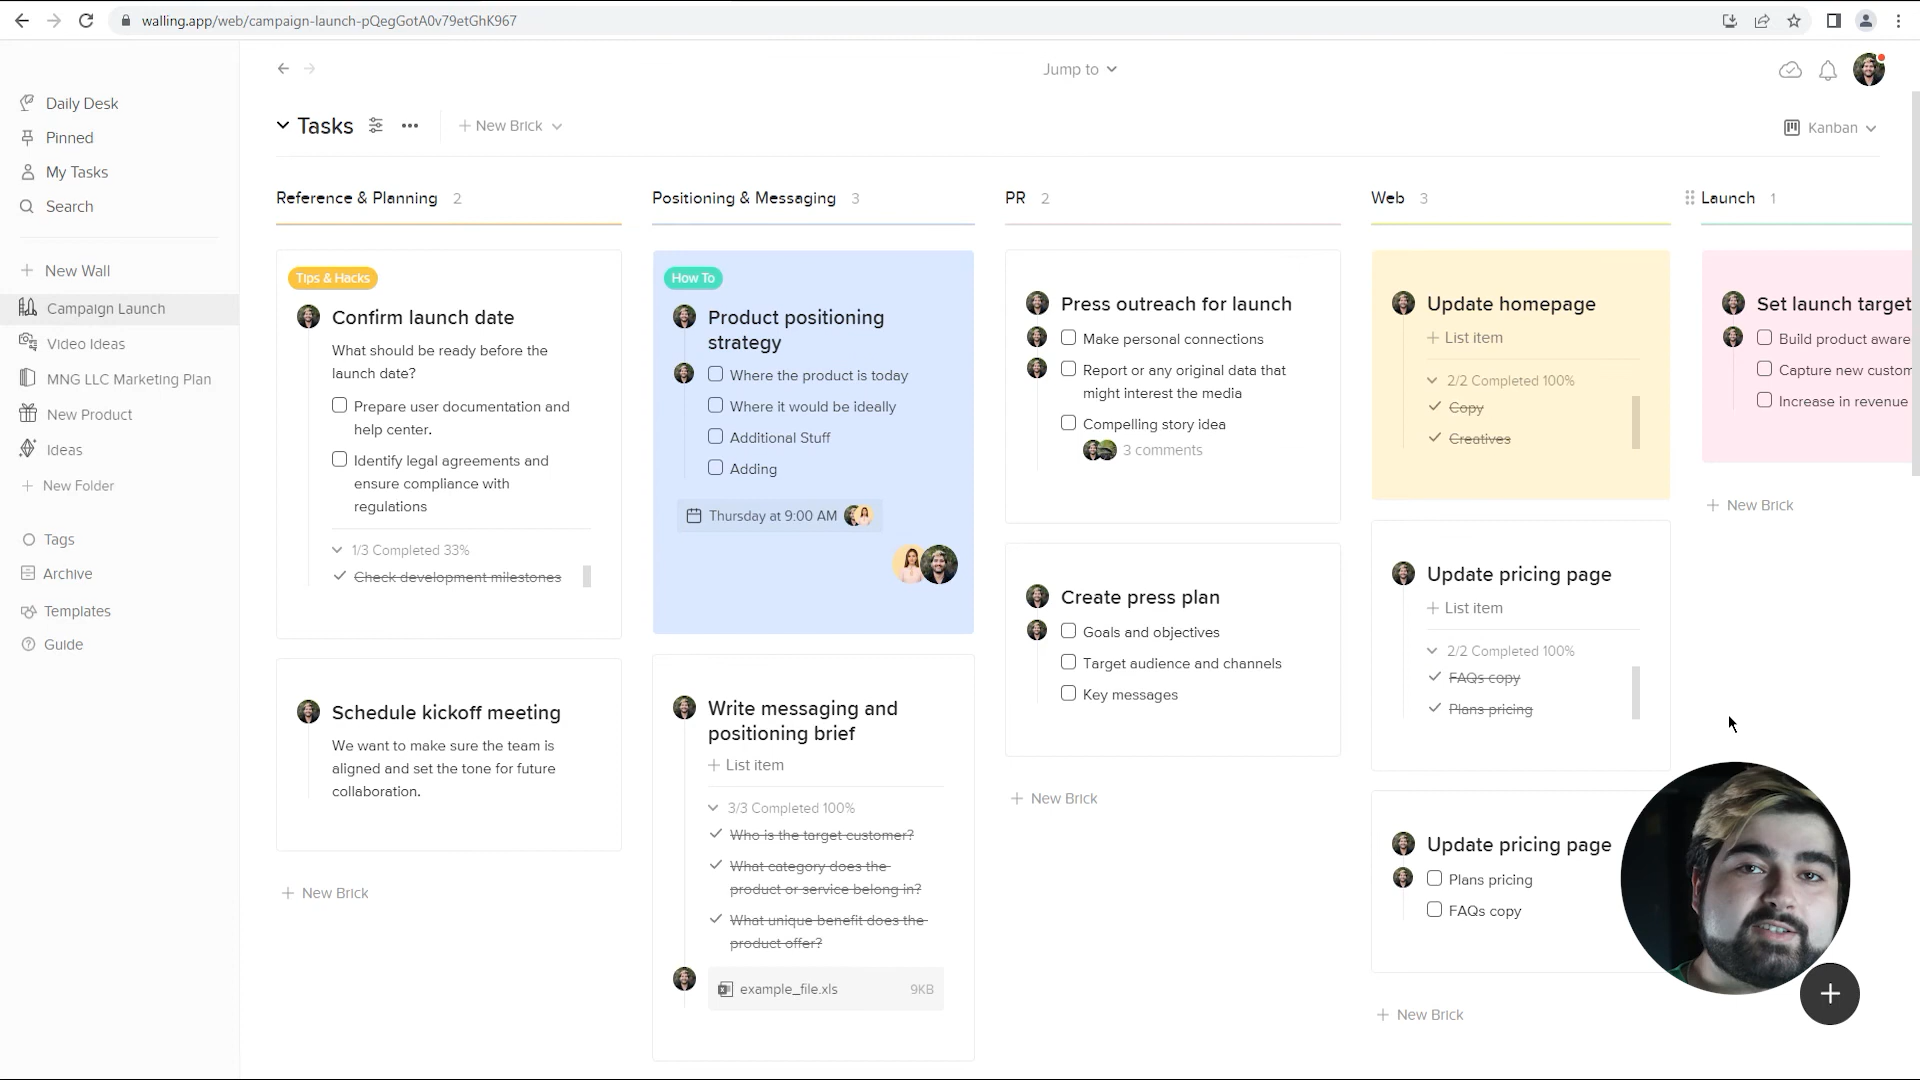 walling.app/web/campaign-launch-pQegGotA0v79etGhK967
Daily Desk
Pinned
My Tasks
Search
New Wall
Campaign Launch
Video Ideas
MNG LLC Marketing Plan
New Product
Ideas
New Folder
Tags
Archive
Templates
Guide
Jump to
Tasks
New Brick
Kanban
Reference & Planning 2
Tips & Hacks
Confirm launch date
What should be ready before the
launch date?
Prepare user documentation and
help center.
Identify legal agreements and
ensure compliance with
regulations
1/3 Completed 33%
Check development milestones
Schedule kickoff meeting
We want to make sure the team is
aligned and set the tone for future
collaboration.
New Brick
Positioning & Messaging 3
How To
Product positioning
strategy
Where the product is today
Where it would be ideally
Additional Stuff
Adding
Thursday at 9:00 AM
Write messaging and
positioning brief
List item
3/3 Completed 100%
Who is the target customer?
What category does the
product or service belong in?
What unique benefit does the
product offer?
example_file.xls 9KB
PR 2
Press outreach for launch
Make personal connections
Report or any original data that
might interest the media
Compelling story idea
3 comments
Create press plan
Goals and objectives
Target audience and channels
Key messages
New Brick
Web 3
Update homepage
List item
2/2 Completed 100%
Copy
Creatives
Update pricing page
List item
2/2 Completed 100%
FAQs copy
Plans pricing
Update pricing page
Plans pricing
FAQs copy
New Brick
Launch 1
Set launch target
Build product aware
Capture new custom
Increase in revenue
New Brick